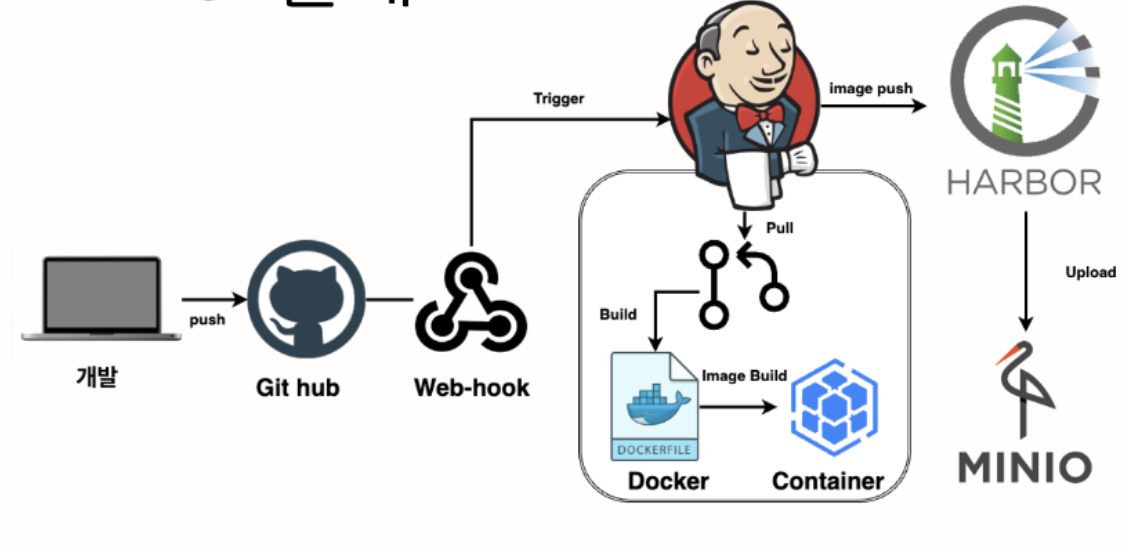 Trigger
image push
HARBOR
Pull
Upload
push
Build
개발
Git hub
Web-hook
Image Build
DOCKERFILE
Docker
Container
MINIO